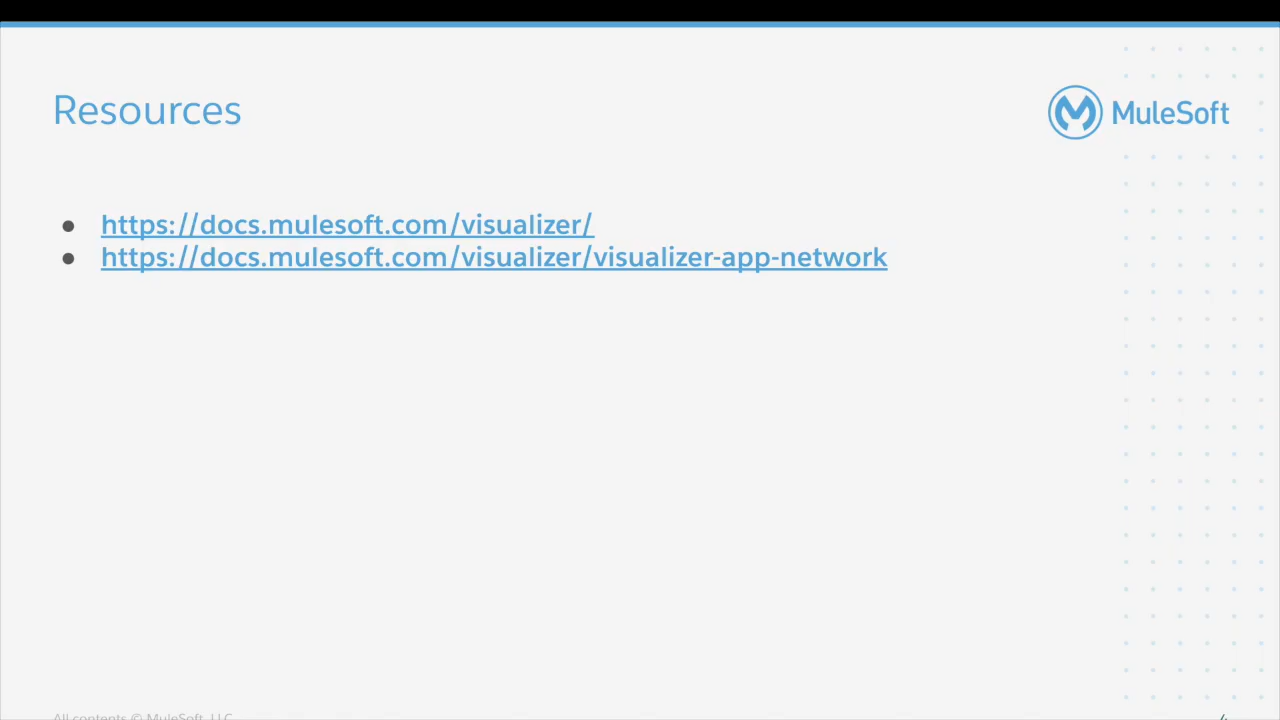 Resources
MuleSoft
● https://docs.mulesoft.com/visualizer/
● https://docs.mulesoft.com/visualizer/visualizer-app-network
All contents © MuleSoft, LLC